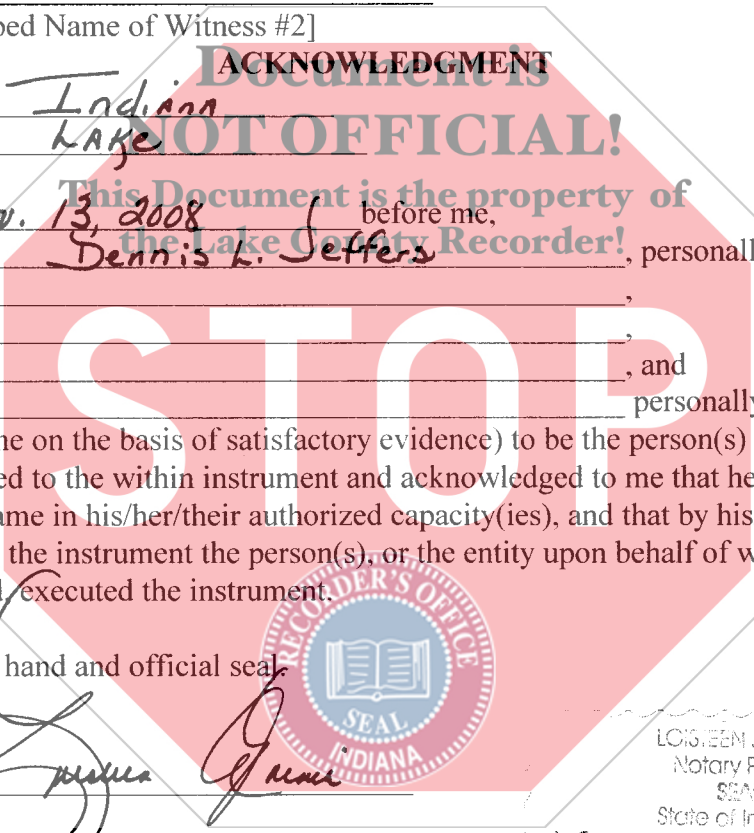 ped Name of Witness #2]
ACKNOWLEDGMENT
Document is
Indiana
NOT OFFICIAL!
LAKE
This Document is the property of
v. 13, 2008 before me,
the Lake County Recorder!
Dennis L. Jeffers, personall
,
,
STOP
, and
personally
ne on the basis of satisfactory evidence) to be the person(s)
ed to the within instrument and acknowledged to me that he
ame in his/her/their authorized capacity(ies), and that by his
the instrument the person(s), or the entity upon behalf of w
executed the instrument.
RECORDER'S OFFICE
hand and official seal.
SEAL
INDIANA
Notary P
SEA
State of In